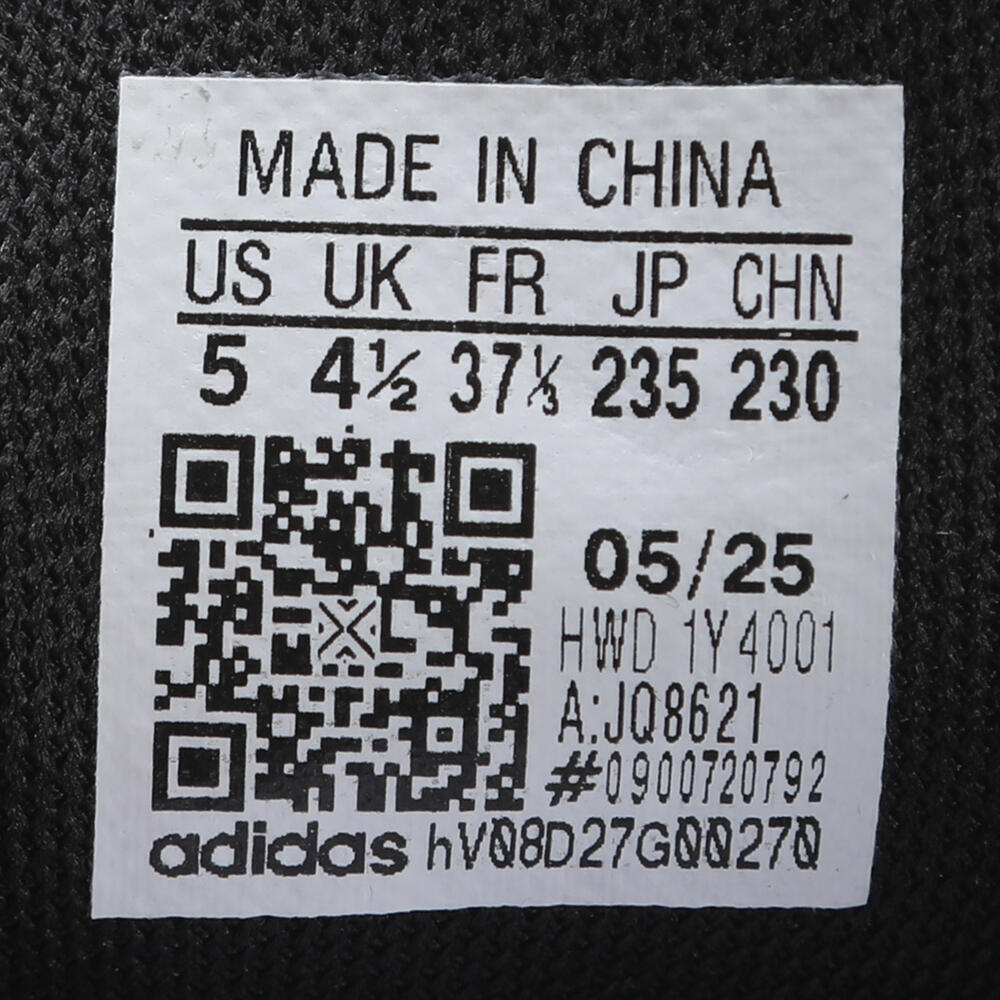 MADE IN CHINA
US UK FR JP CHN
5 4½ 37⅓ 235 230
05/25
HWD 1Y4001
A:JQ8621
#0900720792
adidas hV08D27G00270